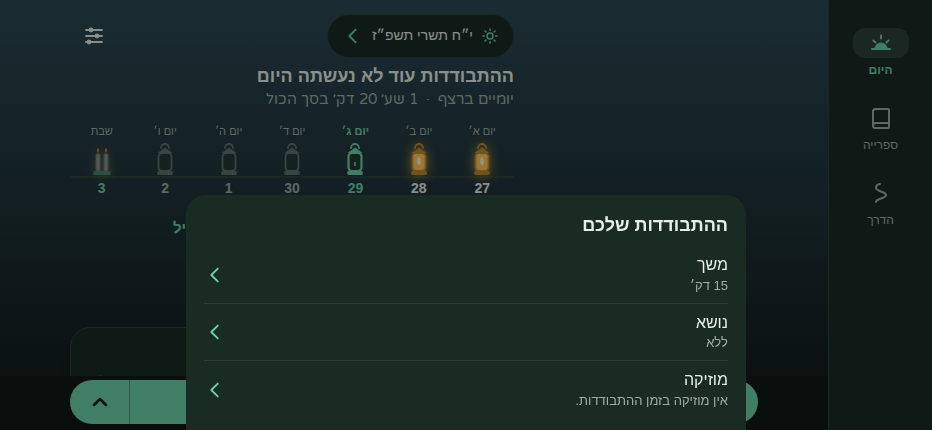 היום
ספרייה
הדרך
י״ח תשרי תשפ״ז
ההתבודדות עוד לא נעשתה היום
יומיים ברצף · 1 שע׳ 20 דק׳ בסך הכול
יום א׳ יום ב׳ יום ג׳ יום ד׳ יום ה׳ יום ו׳ שבת
27 28 29 30 1 2 3
ההתבודדות שלכם
משך
15 דק׳
נושא
ללא
מוזיקה
אין מוזיקה בזמן ההתבודדות.